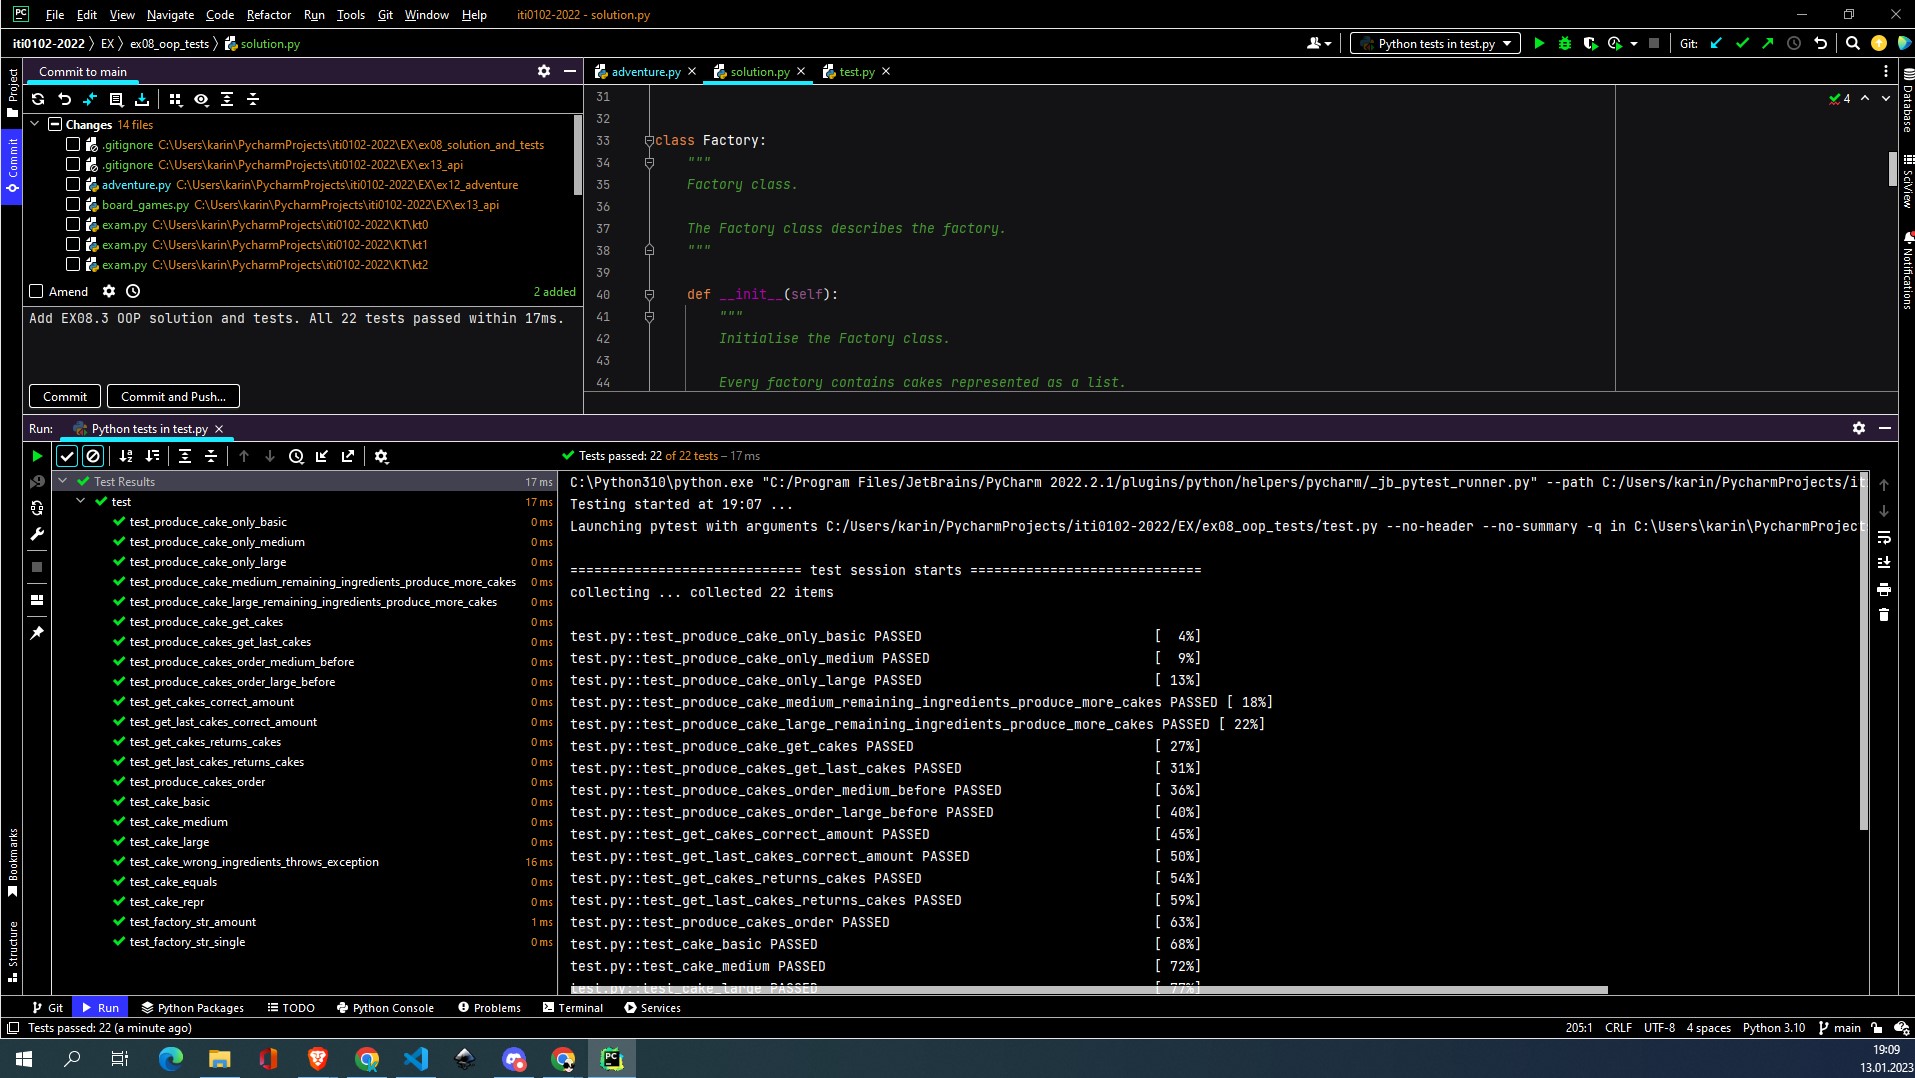 PC File Edit View Navigate Code Refactor Run Tools Git Window Help iti0102-2022 - solution.py
iti0102-2022 EX ex08_oop_tests solution.py Python tests in test.py Git:
Project
Commit
Bookmarks
Structure
Commit to main
Changes 14 files
.gitignore C:\Users\karin\PycharmProjects\iti0102-2022\EX\ex08_solution_and_tests
.gitignore C:\Users\karin\PycharmProjects\iti0102-2022\EX\ex13_api
adventure.py C:\Users\karin\PycharmProjects\iti0102-2022\EX\ex12_adventure
board_games.py C:\Users\karin\PycharmProjects\iti0102-2022\EX\ex13_api
exam.py C:\Users\karin\PycharmProjects\iti0102-2022\KT\kt0
exam.py C:\Users\karin\PycharmProjects\iti0102-2022\KT\kt1
exam.py C:\Users\karin\PycharmProjects\iti0102-2022\KT\kt2
Amend 2 added
Add EX08.3 OOP solution and tests. All 22 tests passed within 17ms.
Commit Commit and Push...
adventure.py solution.py test.py
4
31
32
33 class Factory:
34 """
35 Factory class.
36
37 The Factory class describes the factory.
38 """
39
40 def __init__(self):
41 """
42 Initialise the Factory class.
43
44 Every factory contains cakes represented as a list.
Database
SciView
Notifications
Run: Python tests in test.py
Tests passed: 22 of 22 tests – 17 ms
Test Results 17 ms
test 17 ms
test_produce_cake_only_basic 0 ms
test_produce_cake_only_medium 0 ms
test_produce_cake_only_large 0 ms
test_produce_cake_medium_remaining_ingredients_produce_more_cakes 0 ms
test_produce_cake_large_remaining_ingredients_produce_more_cakes 0 ms
test_produce_cake_get_cakes 0 ms
test_produce_cakes_get_last_cakes 0 ms
test_produce_cakes_order_medium_before 0 ms
test_produce_cakes_order_large_before 0 ms
test_get_cakes_correct_amount 0 ms
test_get_last_cakes_correct_amount 0 ms
test_get_cakes_returns_cakes 0 ms
test_get_last_cakes_returns_cakes 0 ms
test_produce_cakes_order 0 ms
test_cake_basic 0 ms
test_cake_medium 0 ms
test_cake_large 0 ms
test_cake_wrong_ingredients_throws_exception 16 ms
test_cake_equals 0 ms
test_cake_repr 0 ms
test_factory_str_amount 1 ms
test_factory_str_single 0 ms
C:\Python310\python.exe "C:/Program Files/JetBrains/PyCharm 2022.2.1/plugins/python/helpers/pycharm/_jb_pytest_runner.py" --path C:/Users/karin/PycharmProjects/it
Testing started at 19:07 ...
Launching pytest with arguments C:/Users/karin/PycharmProjects/iti0102-2022/EX/ex08_oop_tests/test.py --no-header --no-summary -q in C:\Users\karin\PycharmProject
============================= test session starts =============================
collecting ... collected 22 items
test.py::test_produce_cake_only_basic PASSED [ 4%]
test.py::test_produce_cake_only_medium PASSED [ 9%]
test.py::test_produce_cake_only_large PASSED [ 13%]
test.py::test_produce_cake_medium_remaining_ingredients_produce_more_cakes PASSED [ 18%]
test.py::test_produce_cake_large_remaining_ingredients_produce_more_cakes PASSED [ 22%]
test.py::test_produce_cake_get_cakes PASSED [ 27%]
test.py::test_produce_cakes_get_last_cakes PASSED [ 31%]
test.py::test_produce_cakes_order_medium_before PASSED [ 36%]
test.py::test_produce_cakes_order_large_before PASSED [ 40%]
test.py::test_get_cakes_correct_amount PASSED [ 45%]
test.py::test_get_last_cakes_correct_amount PASSED [ 50%]
test.py::test_get_cakes_returns_cakes PASSED [ 54%]
test.py::test_get_last_cakes_returns_cakes PASSED [ 59%]
test.py::test_produce_cakes_order PASSED [ 63%]
test.py::test_cake_basic PASSED [ 68%]
test.py::test_cake_medium PASSED [ 72%]
test.py::test_cake_large PASSED [ 77%]
Git Run Python Packages TODO Python Console Problems Terminal Services
Tests passed: 22 (a minute ago) 205:1 CRLF UTF-8 4 spaces Python 3.10 main
PC
19:09
13.01.2023